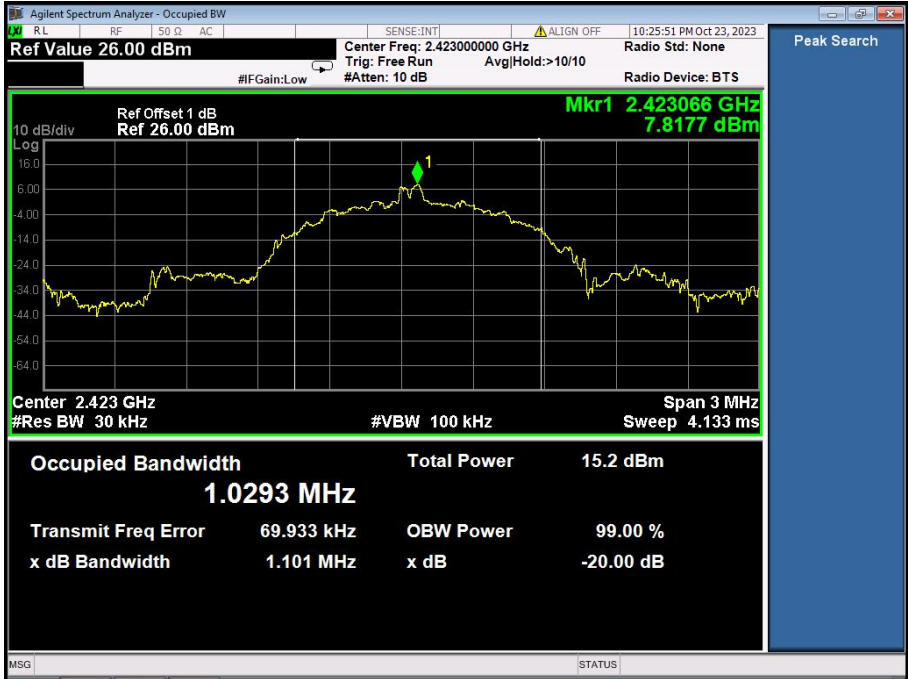 Agilent Spectrum Analyzer - Occupied BW
LXI RL RF 50 Ω AC SENSE:INT ALIGN OFF 10:25:51 PM Oct 23, 2023
Ref Value 26.00 dBm Center Freq: 2.423000000 GHz Radio Std: None
Trig: Free Run Avg|Hold:>10/10
#IFGain:Low #Atten: 10 dB Radio Device: BTS
Peak Search
Ref Offset 1 dB Mkr1 2.423066 GHz
10 dB/div Ref 26.00 dBm 7.8177 dBm
Log
16.0
1
6.00
-4.00
-14.0
-24.0
-34.0
-44.0
-54.0
-64.0
Center 2.423 GHz Span 3 MHz
#Res BW 30 kHz #VBW 100 kHz Sweep 4.133 ms
Occupied Bandwidth Total Power 15.2 dBm
1.0293 MHz
Transmit Freq Error 69.933 kHz OBW Power 99.00 %
x dB Bandwidth 1.101 MHz x dB -20.00 dB
MSG STATUS